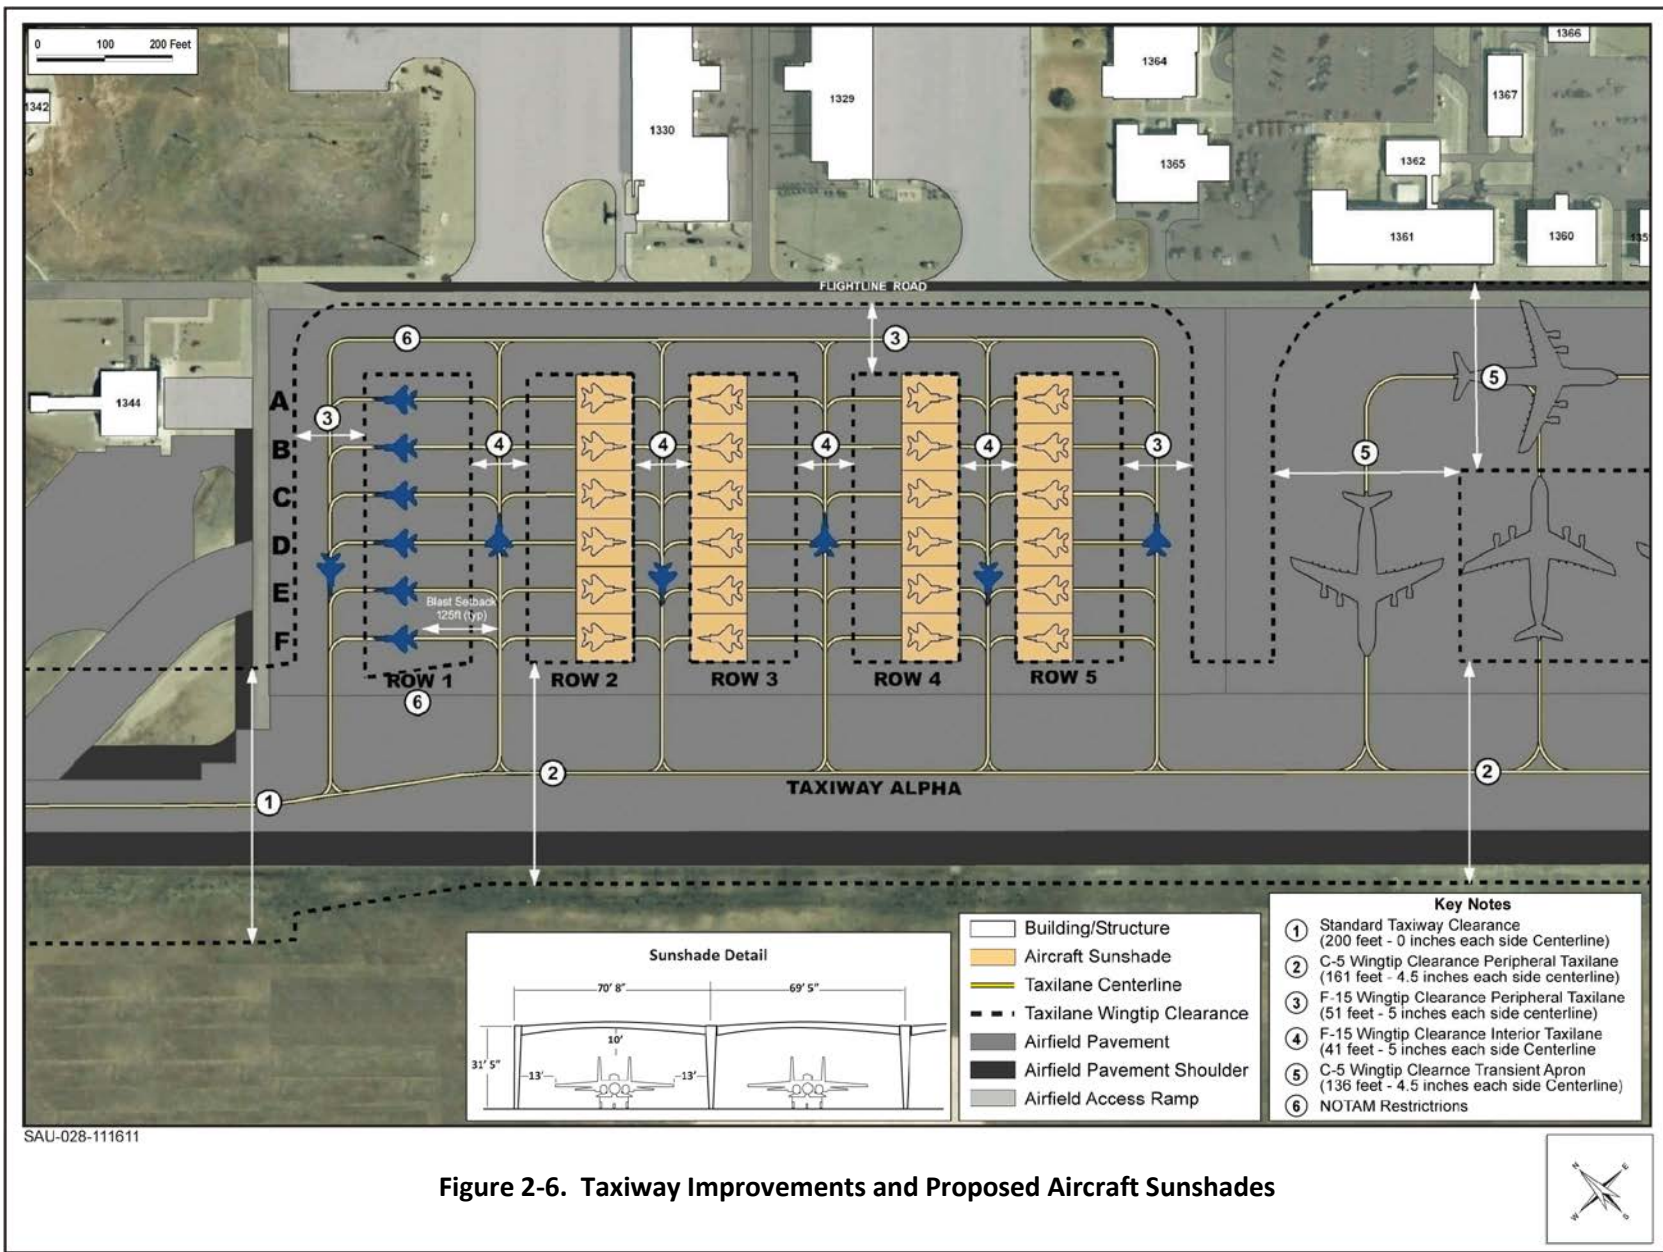 0 100 200 Feet
1342
1330
1329
1364
1366
1367
1365
1362
1361
1360
FLIGHTLINE ROAD
6
3
1344
A
B
C
D
E
F
3
4
4
4
4
3
5
5
Blast Setback
125ft (typ)
ROW 1
ROW 2
ROW 3
ROW 4
ROW 5
6
1
2
2
TAXIWAY ALPHA
Sunshade Detail
70' 8"
69' 5"
10'
31' 5"
13'
13'
Building/Structure
Aircraft Sunshade
Taxilane Centerline
Taxilane Wingtip Clearance
Airfield Pavement
Airfield Pavement Shoulder
Airfield Access Ramp
Key Notes
1 Standard Taxiway Clearance
(200 feet - 0 inches each side Centerline)
2 C-5 Wingtip Clearance Peripheral Taxilane
(161 feet - 4.5 inches each side centerline)
3 F-15 Wingtip Clearance Peripheral Taxilane
(51 feet - 5 inches each side centerline)
4 F-15 Wingtip Clearance Interior Taxilane
(41 feet - 5 inches each side Centerline
5 C-5 Wingtip Clearnce Transient Apron
(136 feet - 4.5 inches each side Centerline)
6 NOTAM Restrictrions
SAU-028-111611
Figure 2-6. Taxiway Improvements and Proposed Aircraft Sunshades
N E
W S